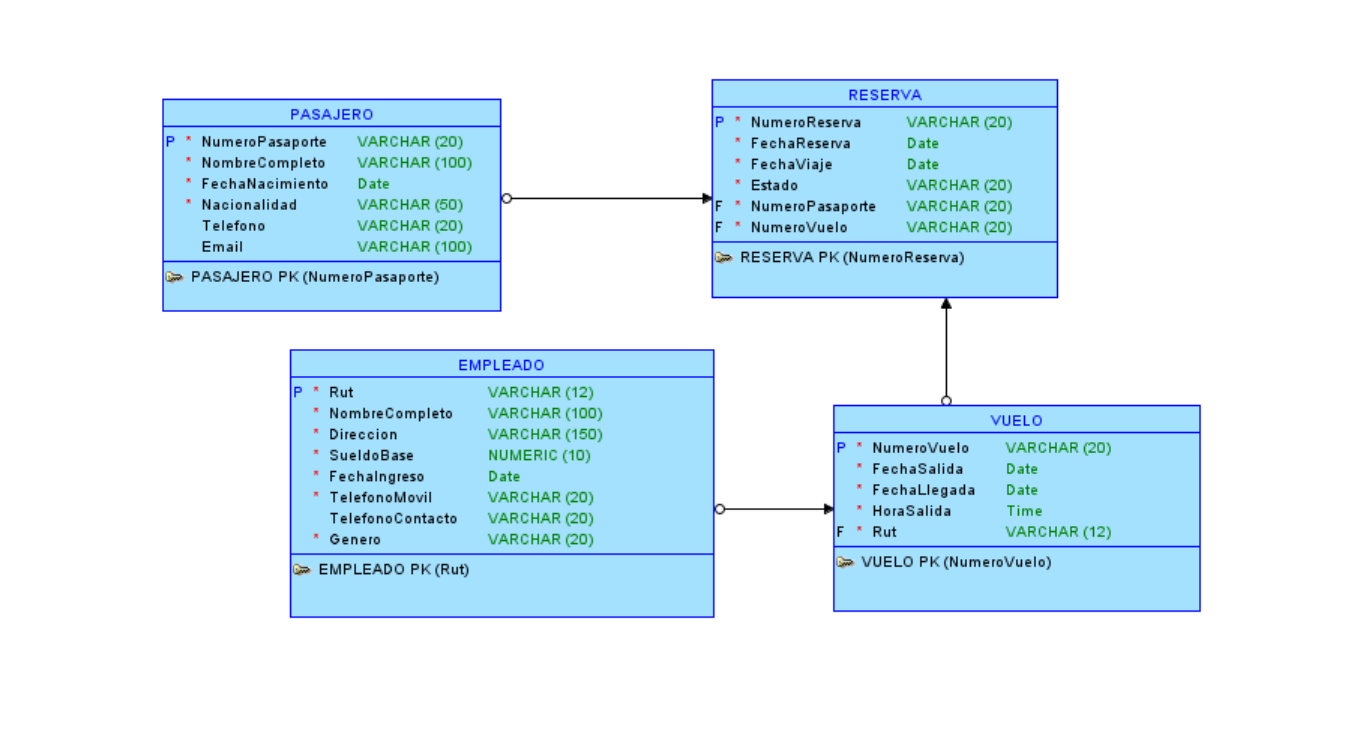 PASAJERO
P * NumeroPasaporte VARCHAR (20)
* NombreCompleto VARCHAR (100)
* FechaNacimiento Date
* Nacionalidad VARCHAR (50)
Telefono VARCHAR (20)
Email VARCHAR (100)
PASAJERO PK (NumeroPasaporte)
RESERVA
P * NumeroReserva VARCHAR (20)
* FechaReserva Date
* FechaViaje Date
* Estado VARCHAR (20)
F * NumeroPasaporte VARCHAR (20)
F * NumeroVuelo VARCHAR (20)
RESERVA PK (NumeroReserva)
EMPLEADO
P * Rut VARCHAR (12)
* NombreCompleto VARCHAR (100)
* Direccion VARCHAR (150)
* SueldoBase NUMERIC (10)
* FechaIngreso Date
* TelefonoMovil VARCHAR (20)
TelefonoContacto VARCHAR (20)
* Genero VARCHAR (20)
EMPLEADO PK (Rut)
VUELO
P * NumeroVuelo VARCHAR (20)
* FechaSalida Date
* FechaLlegada Date
* HoraSalida Time
F * Rut VARCHAR (12)
VUELO PK (NumeroVuelo)